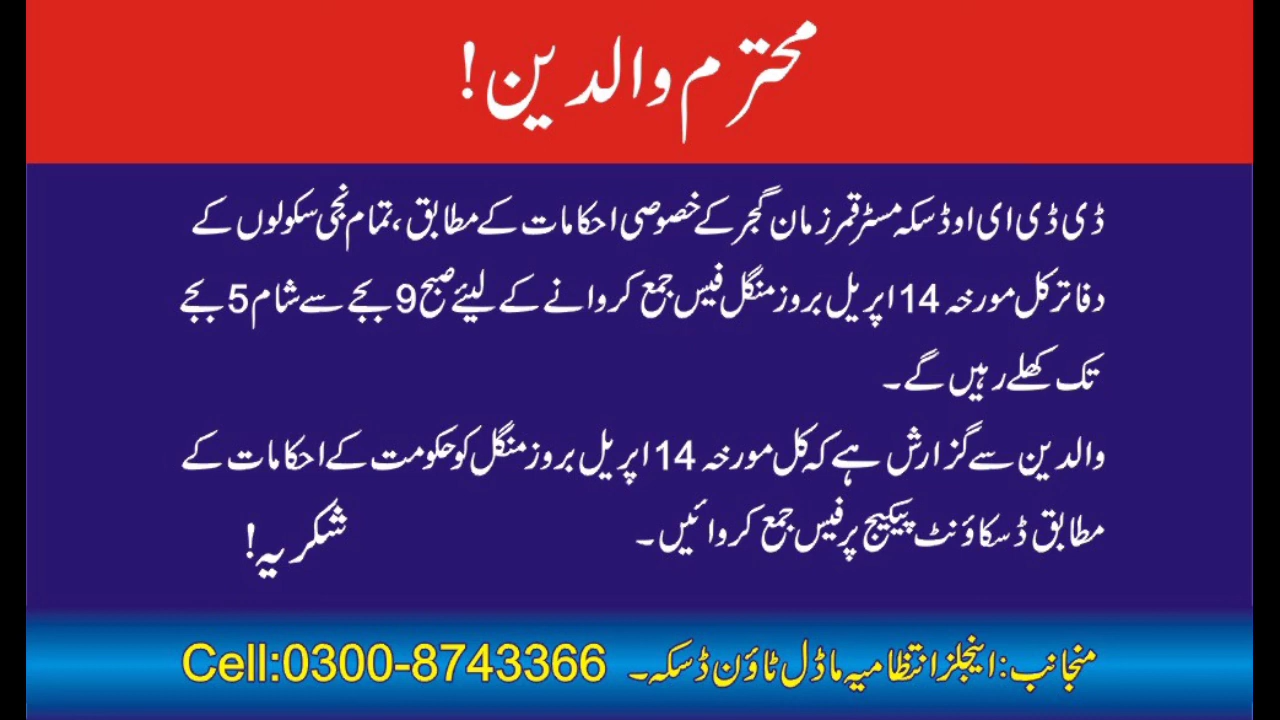 محترم والدین!
ڈی ڈی ای او ڈسکہ مسٹر قمر زمان گجر کے خصوصی احکامات کے مطابق، تمام نجی سکولوں کے
دفاتر کل مورخہ 14 اپریل بروز منگل فیس جمع کروانے کے لیئے صبح 9 بجے سے شام 5 بجے
تک کھلے رہیں گے۔
والدین سے گزارش ہے کہ کل مورخہ 14 اپریل بروز منگل کو حکومت کے احکامات کے
مطابق ڈسکاؤنٹ پیکیج پر فیس جمع کروائیں۔ شکریہ!
منجانب: اینجلز انتظامیہ ماڈل ٹاؤن ڈسکہ۔ Cell:0300-8743366